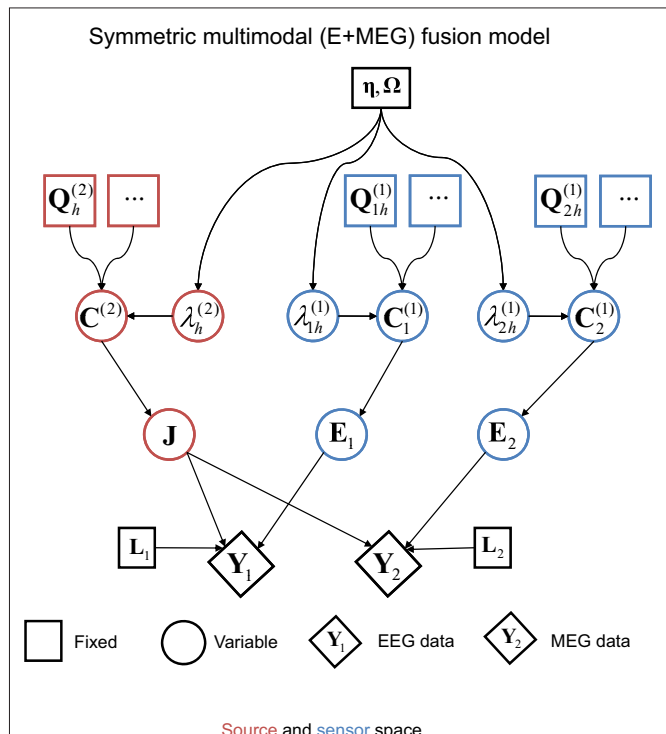 Symmetric multimodal (E+MEG) fusion model
η, Ω
Q_h^(2) ... Q_1h^(1) ... Q_2h^(1) ...
C^(2) λ_h^(2) λ_1h^(1) C_1^(1) λ_2h^(1) C_2^(1)
J E_1 E_2
L_1 Y_1 Y_2 L_2
Fixed Variable Y_1 EEG data Y_2 MEG data
Source and sensor space